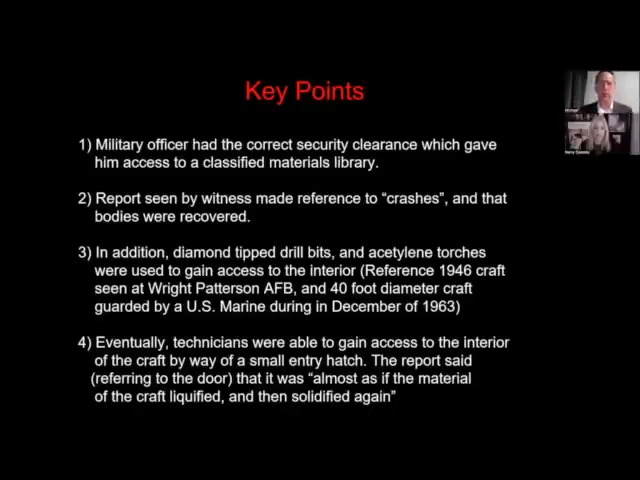 Key Points
1) Military officer had the correct security clearance which gave
him access to a classified materials library.
2) Report seen by witness made reference to “crashes”, and that
bodies were recovered.
3) In addition, diamond tipped drill bits, and acetylene torches
were used to gain access to the interior (Reference 1946 craft
seen at Wright Patterson AFB, and 40 foot diameter craft
guarded by a U.S. Marine during in December of 1963)
4) Eventually, technicians were able to gain access to the interior
of the craft by way of a small entry hatch. The report said
(referring to the door) that it was “almost as if the material
of the craft liquified, and then solidified again”